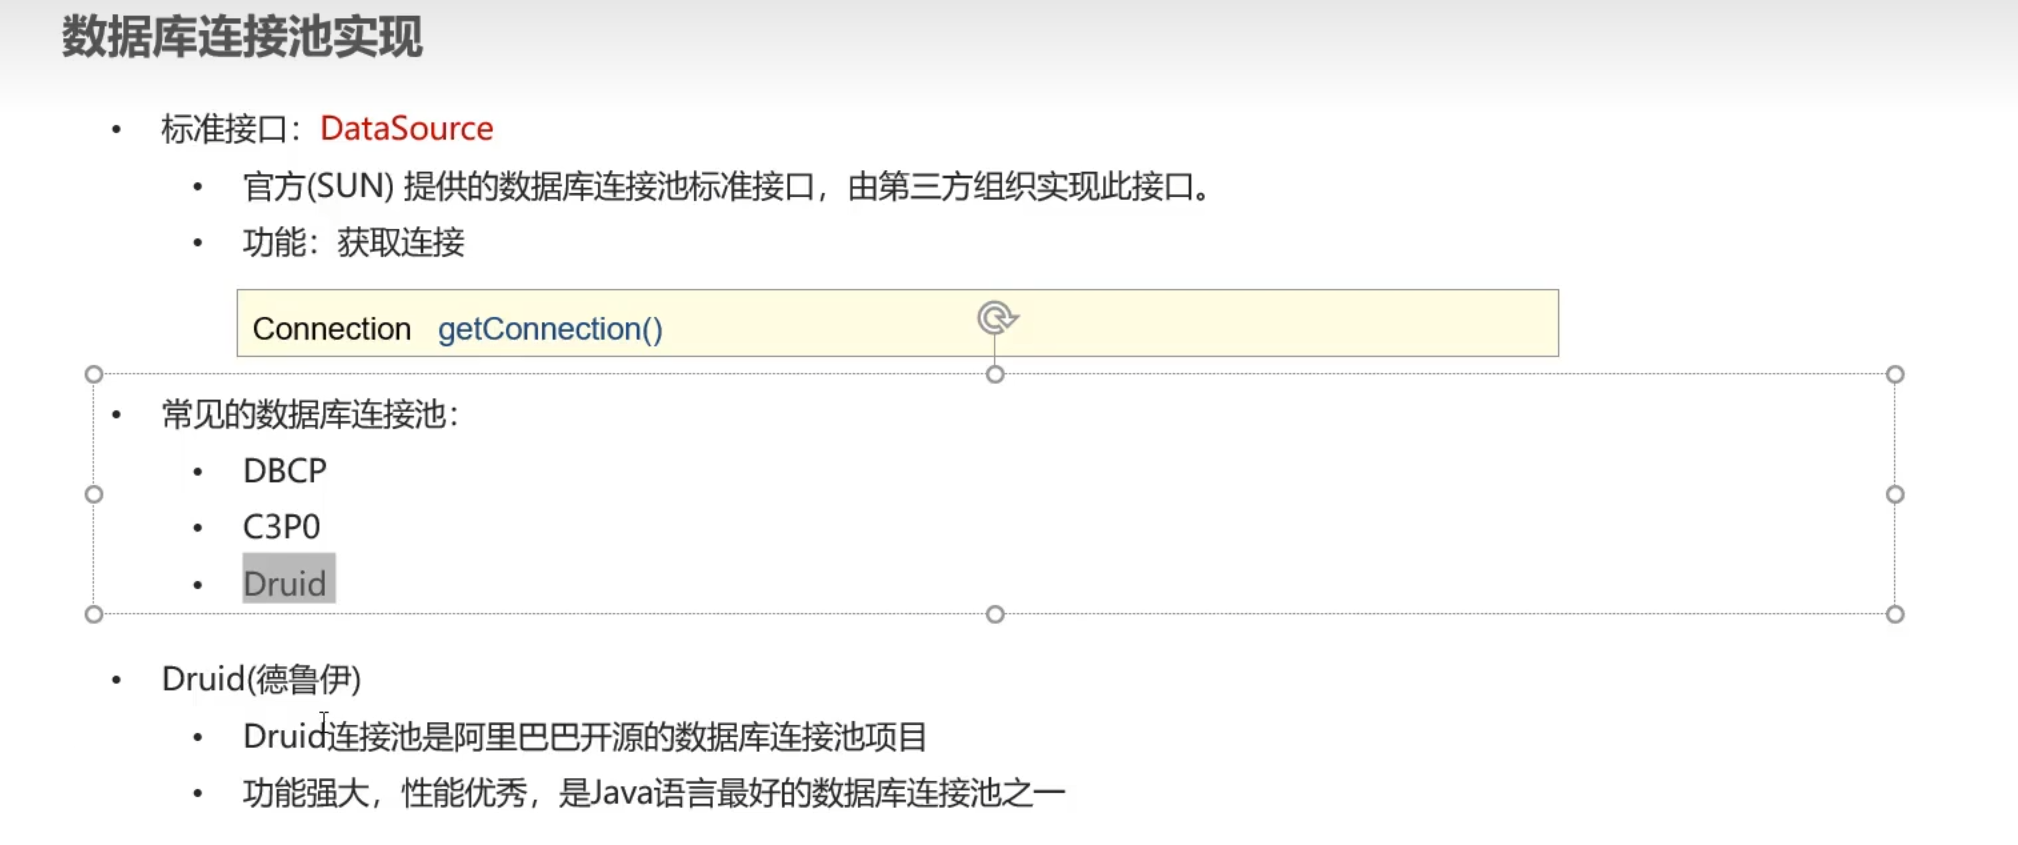 数据库连接池实现
• 标准接口：DataSource
• 官方(SUN) 提供的数据库连接池标准接口，由第三方组织实现此接口。
• 功能：获取连接
Connection getConnection()
• 常见的数据库连接池：
• DBCP
• C3P0
• Druid
• Druid(德鲁伊)
• Druid连接池是阿里巴巴开源的数据库连接池项目
• 功能强大，性能优秀，是Java语言最好的数据库连接池之一